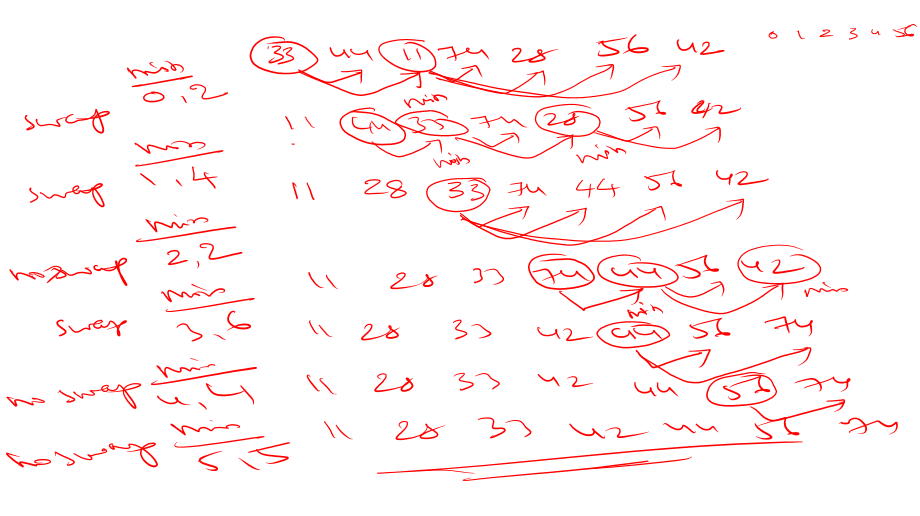 0 1 2 3 4 5 6
33 44 11 74 28 56 42
min
0,2
swap
min
11 44 33 74 28 56 42
min
1,4
min min
swap
11 28 33 74 44 56 42
min
2,2
no swap
11 28 33 74 44 56 42
min
min
3,6
min
swap
11 28 33 42 44 56 74
min
4,4
no swap
11 28 33 42 44 56 74
min
5,5
no swap
11 28 33 42 44 56 74